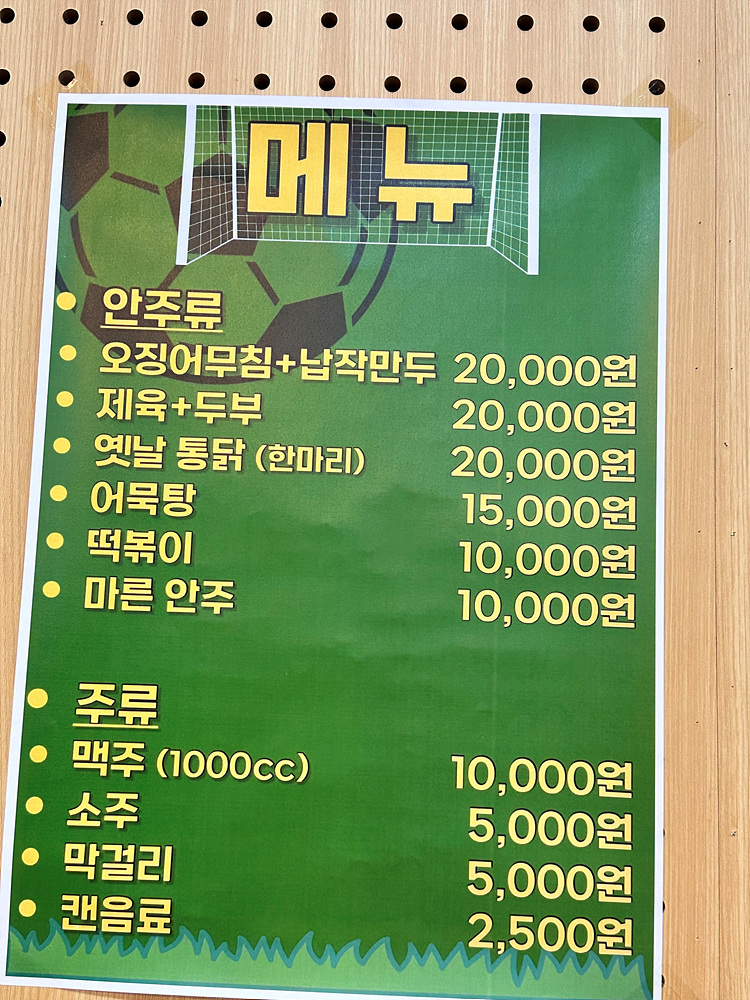 메뉴
안주류
오징어무침+납작만두 20,000원
제육+두부 20,000원
옛날 통닭 (한마리) 20,000원
어묵탕 15,000원
떡볶이 10,000원
마른 안주 10,000원
주류
맥주 (1000cc) 10,000원
소주 5,000원
막걸리 5,000원
캔음료 2,500원